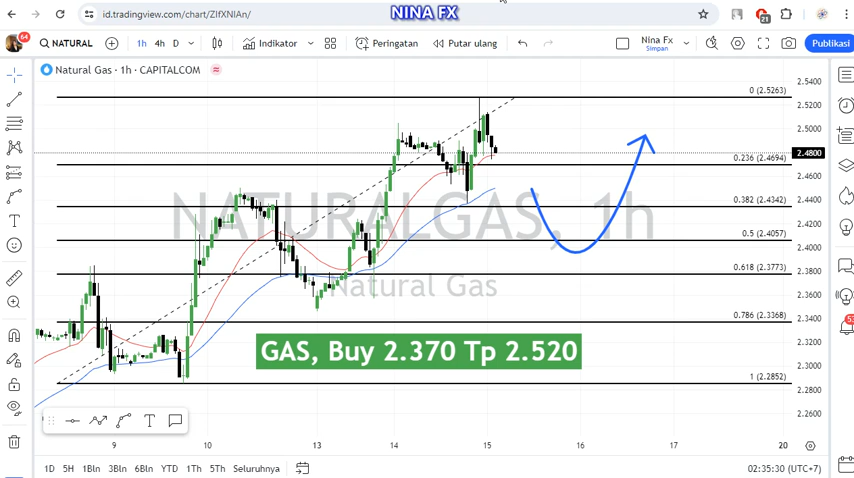 NINA FX
id.tradingview.com/chart/ZIfXNIAn/
21
64
NATURAL
1h 4h D
Indikator
Peringatan
Putar ulang
Nina Fx
Simpan
Publikasi
Natural Gas · 1h · CAPITALCOM
NATURALGAS, 1h
Natural Gas
0 (2.5263)
0.236 (2.4694)
0.382 (2.4342)
0.5 (2.4057)
0.618 (2.3773)
0.786 (2.3368)
1 (2.2852)
2.5400
2.5200
2.5000
2.4800
2.4600
2.4400
2.4200
2.4000
2.3800
2.3600
2.3400
2.3200
2.3000
2.2800
2.2600
GAS, Buy 2.370 Tp 2.520
9 10 13 14 15 16 17 20
1D 5H 1Bln 3Bln 6Bln YTD 1Th 5Th Seluruhnya
02:35:30 (UTC+7)